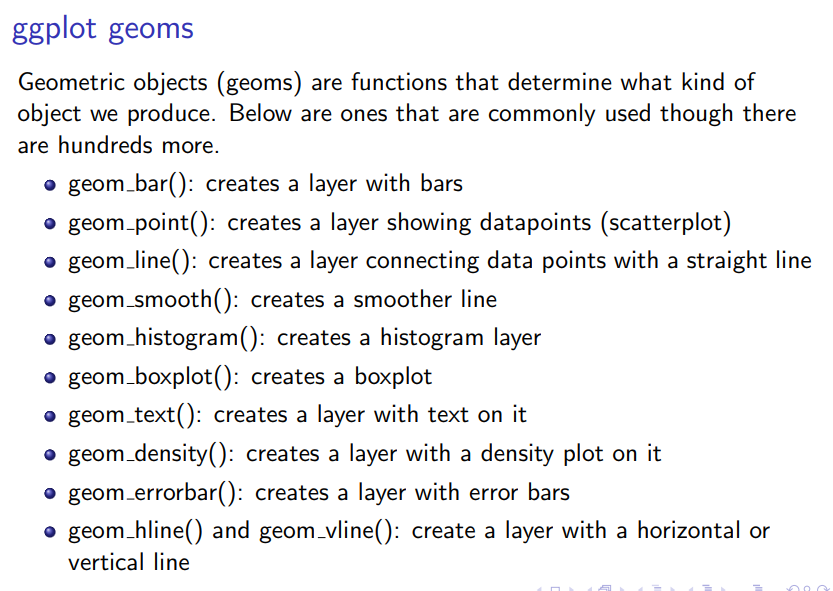 ggplot geoms
Geometric objects (geoms) are functions that determine what kind of
object we produce. Below are ones that are commonly used though there
are hundreds more.
geom_bar(): creates a layer with bars
geom_point(): creates a layer showing datapoints (scatterplot)
geom_line(): creates a layer connecting data points with a straight line
geom_smooth(): creates a smoother line
geom_histogram(): creates a histogram layer
geom_boxplot(): creates a boxplot
geom_text(): creates a layer with text on it
geom_density(): creates a layer with a density plot on it
geom_errorbar(): creates a layer with error bars
geom_hline() and geom_vline(): create a layer with a horizontal or
vertical line